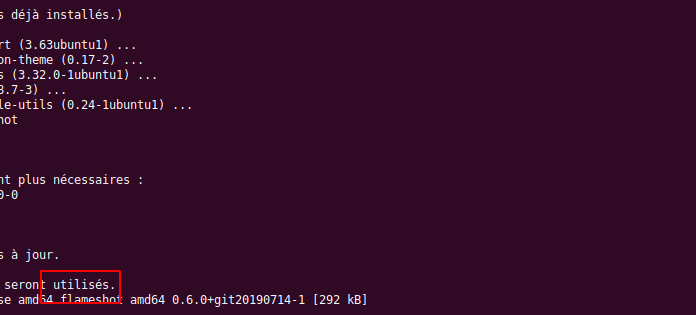 s déjà installés.)
rt (3.63ubuntu1) ...
on-theme (0.17-2) ...
s (3.32.0-1ubuntu1) ...
3.7-3) ...
le-utils (0.24-1ubuntu1) ...
hot
nt plus nécessaires :
0-0
s à jour.
seront utilisés.
se amd64 flameshot amd64 0.6.0+git20190714-1 [292 kB]